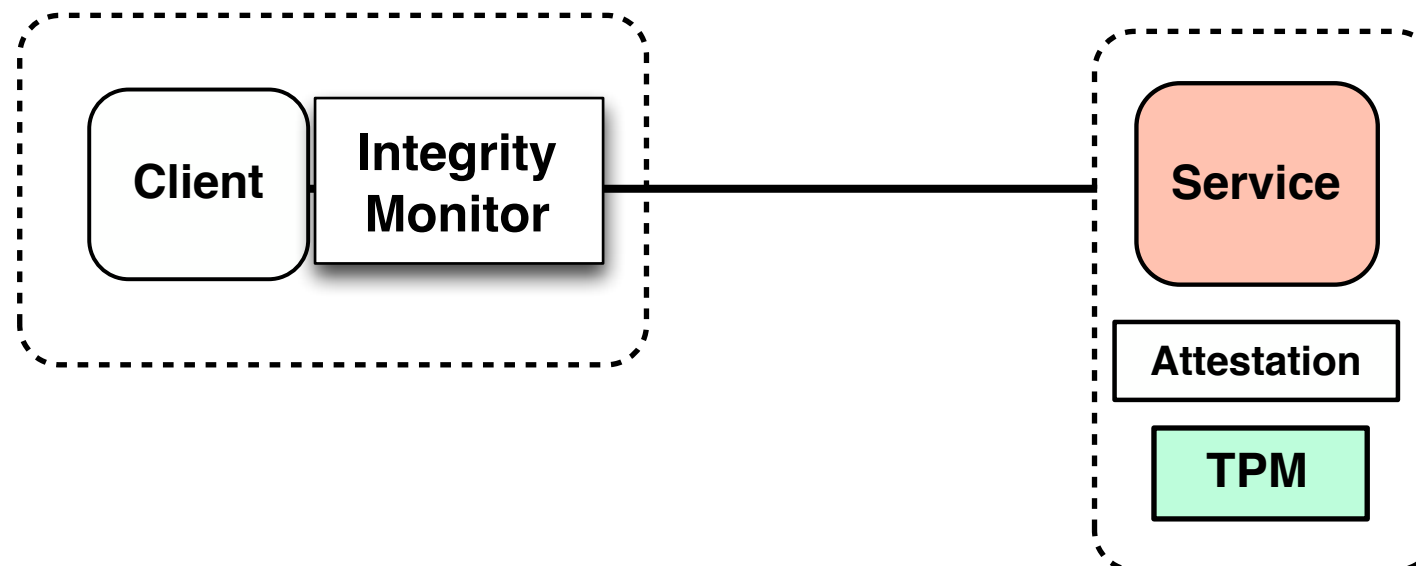 Client
Integrity
Monitor
Service
Attestation
TPM